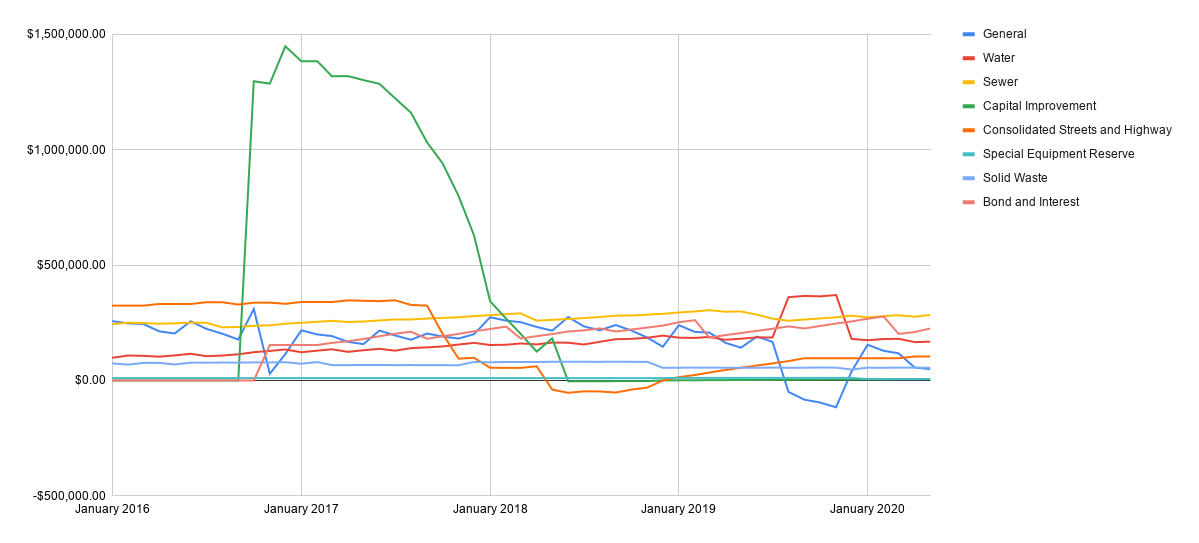 $1,500,000.00
$1,000,000.00
$500,000.00
$0.00
-$500,000.00
January 2016
January 2017
January 2018
January 2019
January 2020
General
Water
Sewer
Capital Improvement
Consolidated Streets and Highway
Special Equipment Reserve
Solid Waste
Bond and Interest